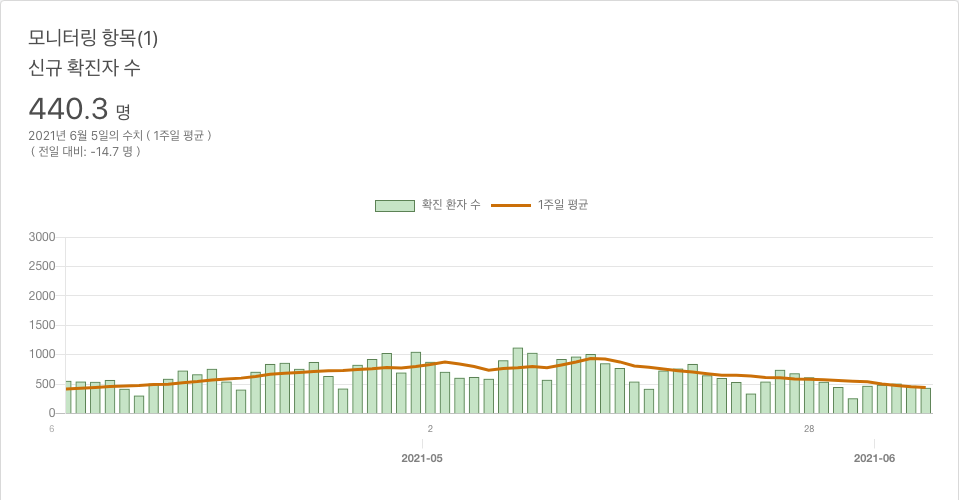 모니터링 항목(1)
신규 확진자 수
440.3 명
2021년 6월 5일의 수치 ( 1주일 평균 )
( 전일 대비: -14.7 명 )
확진 환자 수 1주일 평균
3000
2500
2000
1500
1000
500
0
6 2 28
2021-05 2021-06